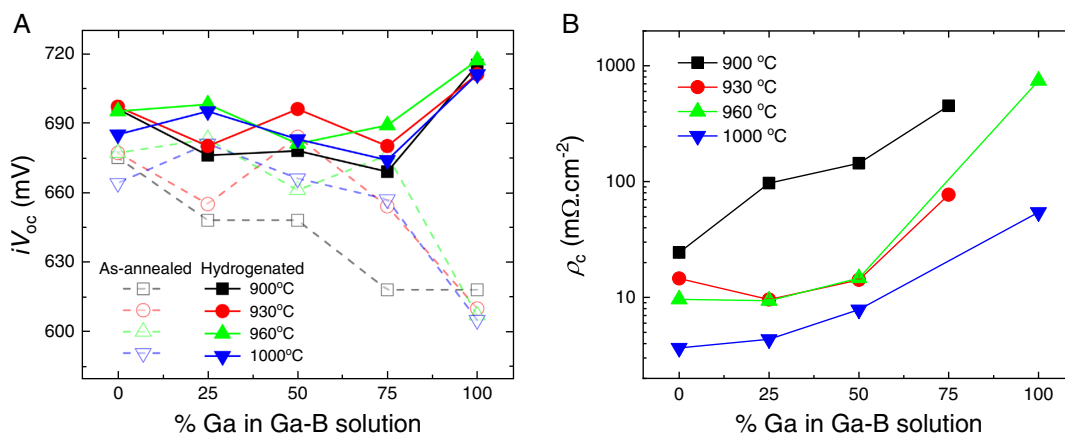 A
iVoc (mV)
720
690
660
630
600
As-annealed Hydrogenated
900°C
930°C
960°C
1000°C
0 25 50 75 100
% Ga in Ga-B solution
B
ρc (mΩ.cm-2)
1000
100
10
900 °C
930 °C
960 °C
1000 °C
0 25 50 75 100
% Ga in Ga-B solution